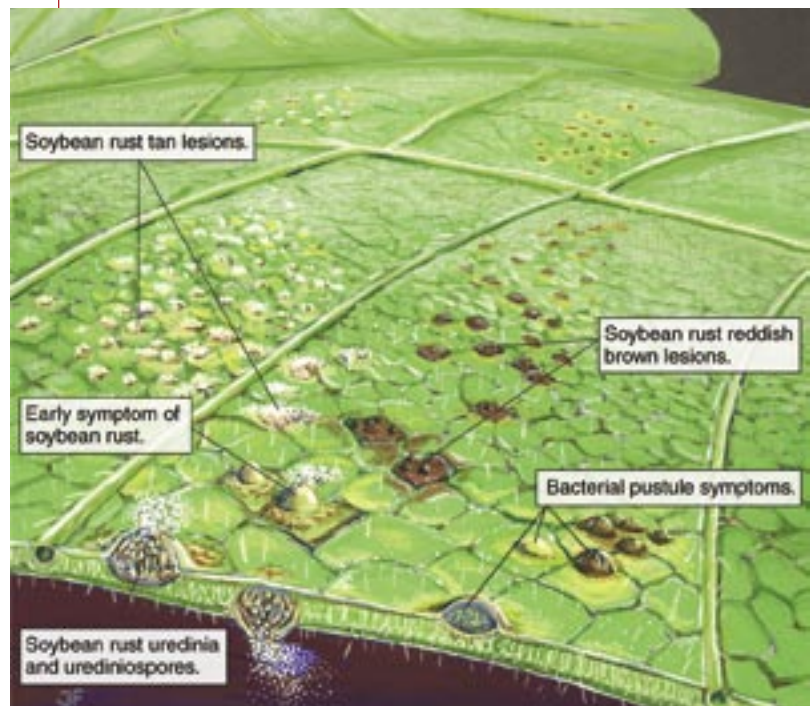 Soybean rust tan lesions.
Soybean rust reddish
brown lesions.
Early symptom of
soybean rust.
Bacterial pustule symptoms.
Soybean rust uredinia
and urediniospores.
JF